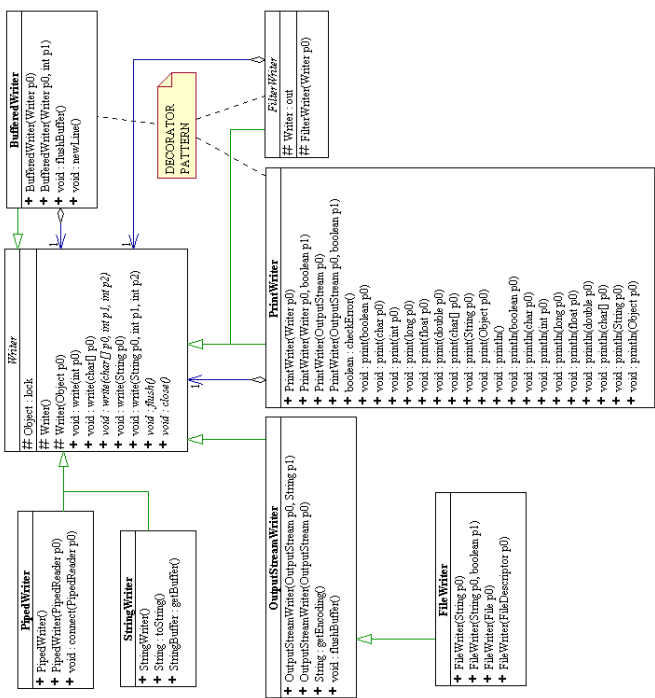 PipedWriter
+ PipedWriter()
+ PipedWriter(PipedReader p0)
+ void : connect(PipedReader p0)
StringWriter
+ StringWriter()
+ String : toString()
+ StringBuffer : getBuffer()
Writer
# Object : lock
# Writer()
# Writer(Object p0)
+ void : write(int p0)
+ void : write(char[] p0)
+ void : write(char[] p0, int p1, int p2)
+ void : write(String p0)
+ void : write(String p0, int p1, int p2)
+ void : flush()
+ void : close()
BufferedWriter
+ BufferedWriter(Writer p0)
+ BufferedWriter(Writer p0, int p1)
+ void : flushBuffer()
+ void : newLine()
1
1
1
DECORATOR
PATTERN
OutputStreamWriter
+ OutputStreamWriter(OutputStream p0, String p1)
+ OutputStreamWriter(OutputStream p0)
+ String : getEncoding()
+ void : flushBuffer()
PrintWriter
+ PrintWriter(Writer p0)
+ PrintWriter(Writer p0, boolean p1)
+ PrintWriter(OutputStream p0)
+ PrintWriter(OutputStream p0, boolean p1)
+ boolean : checkError()
+ void : print(boolean p0)
+ void : print(char p0)
+ void : print(int p0)
+ void : print(long p0)
+ void : print(float p0)
+ void : print(double p0)
+ void : print(char[] p0)
+ void : print(String p0)
+ void : print(Object p0)
+ void : println()
+ void : println(boolean p0)
+ void : println(char p0)
+ void : println(int p0)
+ void : println(long p0)
+ void : println(float p0)
+ void : println(double p0)
+ void : println(char[] p0)
+ void : println(String p0)
+ void : println(Object p0)
FilterWriter
# Writer : out
# FilterWriter(Writer p0)
FileWriter
+ FileWriter(String p0)
+ FileWriter(String p0, boolean p1)
+ FileWriter(File p0)
+ FileWriter(FileDescriptor p0)